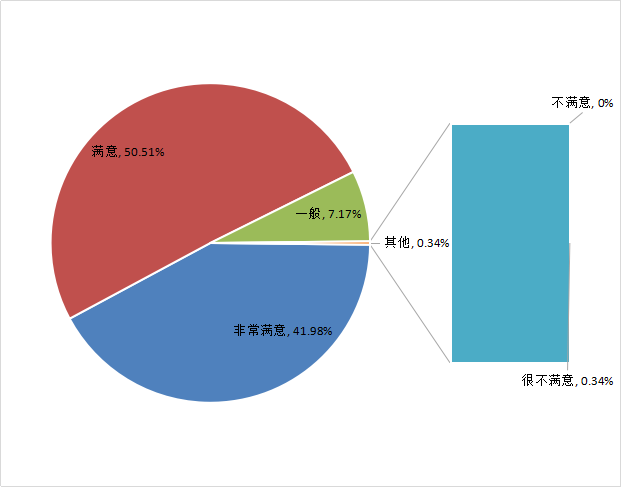 不满意, 0%
满意, 50.51%
一般, 7.17%
其他, 0.34%
非常满意, 41.98%
很不满意, 0.34%